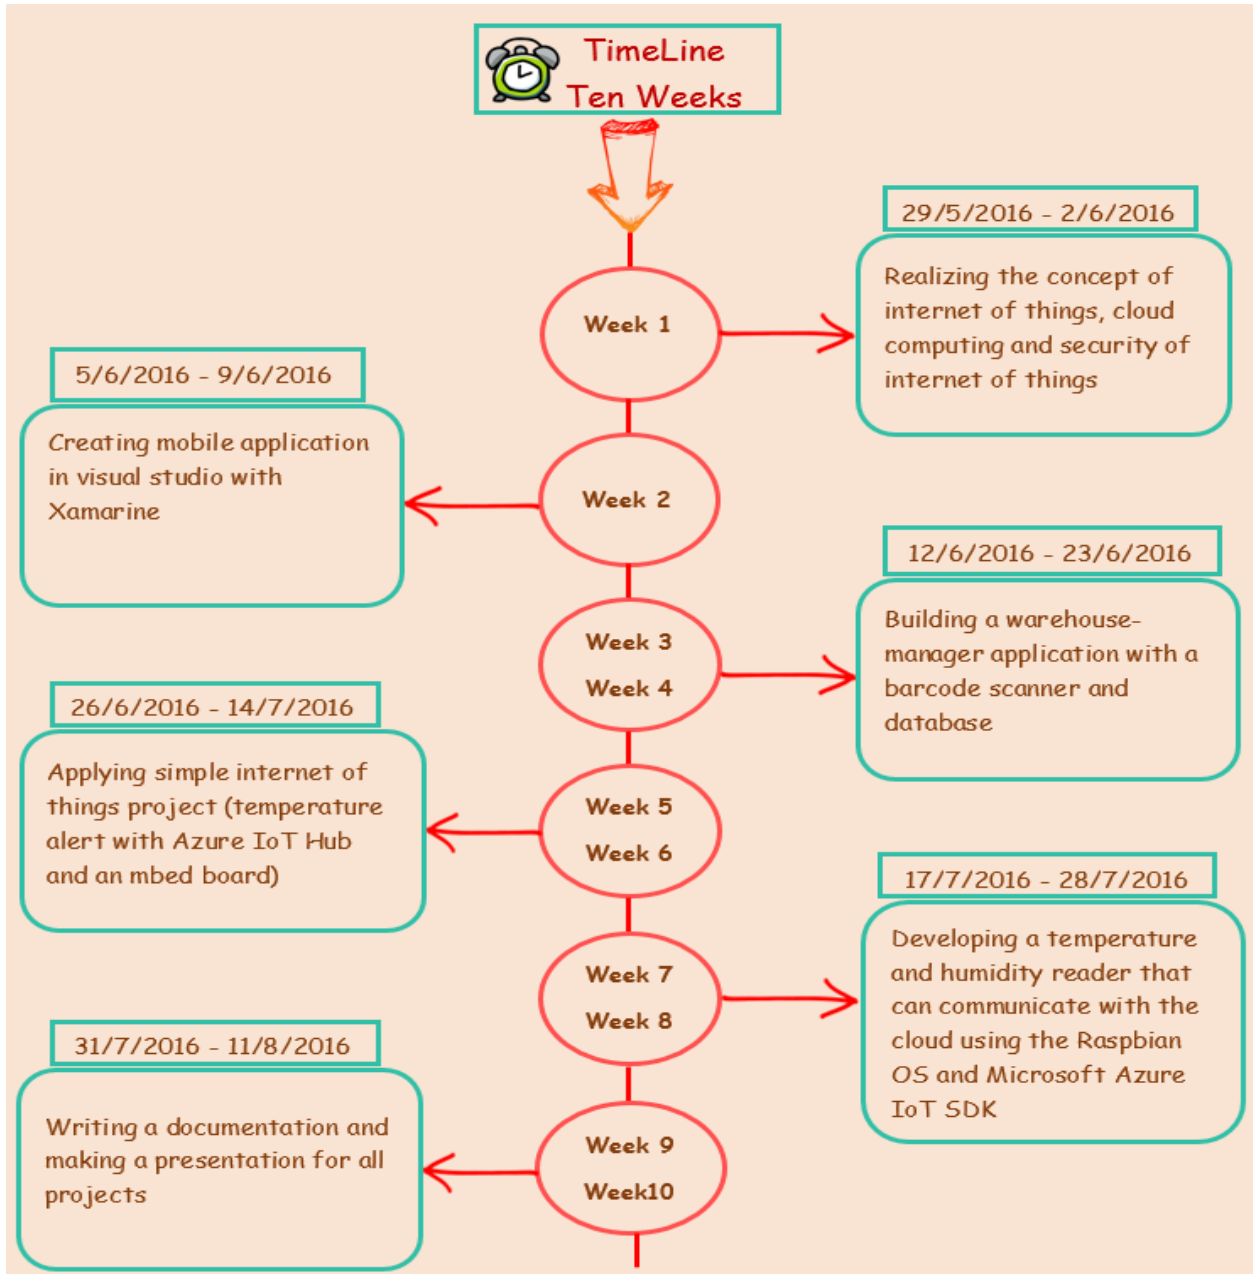 TimeLine
Ten Weeks
29/5/2016 - 2/6/2016
Realizing the concept of
internet of things, cloud
computing and security of
internet of things
Week 1
5/6/2016 - 9/6/2016
Creating mobile application
in visual studio with
Xamarine
Week 2
12/6/2016 - 23/6/2016
Building a warehouse-
manager application with a
barcode scanner and
database
Week 3
Week 4
26/6/2016 - 14/7/2016
Applying simple internet of
things project (temperature
alert with Azure IoT Hub
and an mbed board)
Week 5
Week 6
17/7/2016 - 28/7/2016
Developing a temperature
and humidity reader that
can communicate with the
cloud using the Raspbian
OS and Microsoft Azure
IoT SDK
Week 7
Week 8
31/7/2016 - 11/8/2016
Writing a documentation and
making a presentation for all
projects
Week 9
Week10